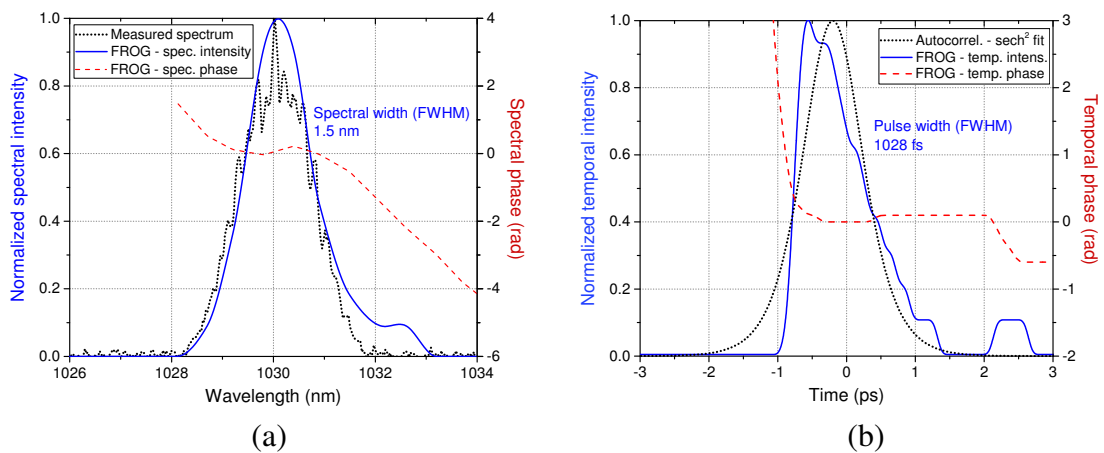 Measured spectrum
FROG - spec. intensity
FROG - spec. phase
Spectral width (FWHM)
1.5 nm
Normalized spectral intensity
1.0
0.8
0.6
0.4
0.2
0.0
4
2
0
-2
-4
-6
Spectral phase (rad)
1026
1028
1030
1032
1034
Wavelength (nm)
(a)
Autocorrel. - sech² fit
FROG - temp. intens.
FROG - temp. phase
Pulse width (FWHM)
1028 fs
Normalized temporal intensity
1.0
0.8
0.6
0.4
0.2
0.0
3
2
1
0
-1
-2
Temporal phase (rad)
-3
-2
-1
0
1
2
3
Time (ps)
(b)